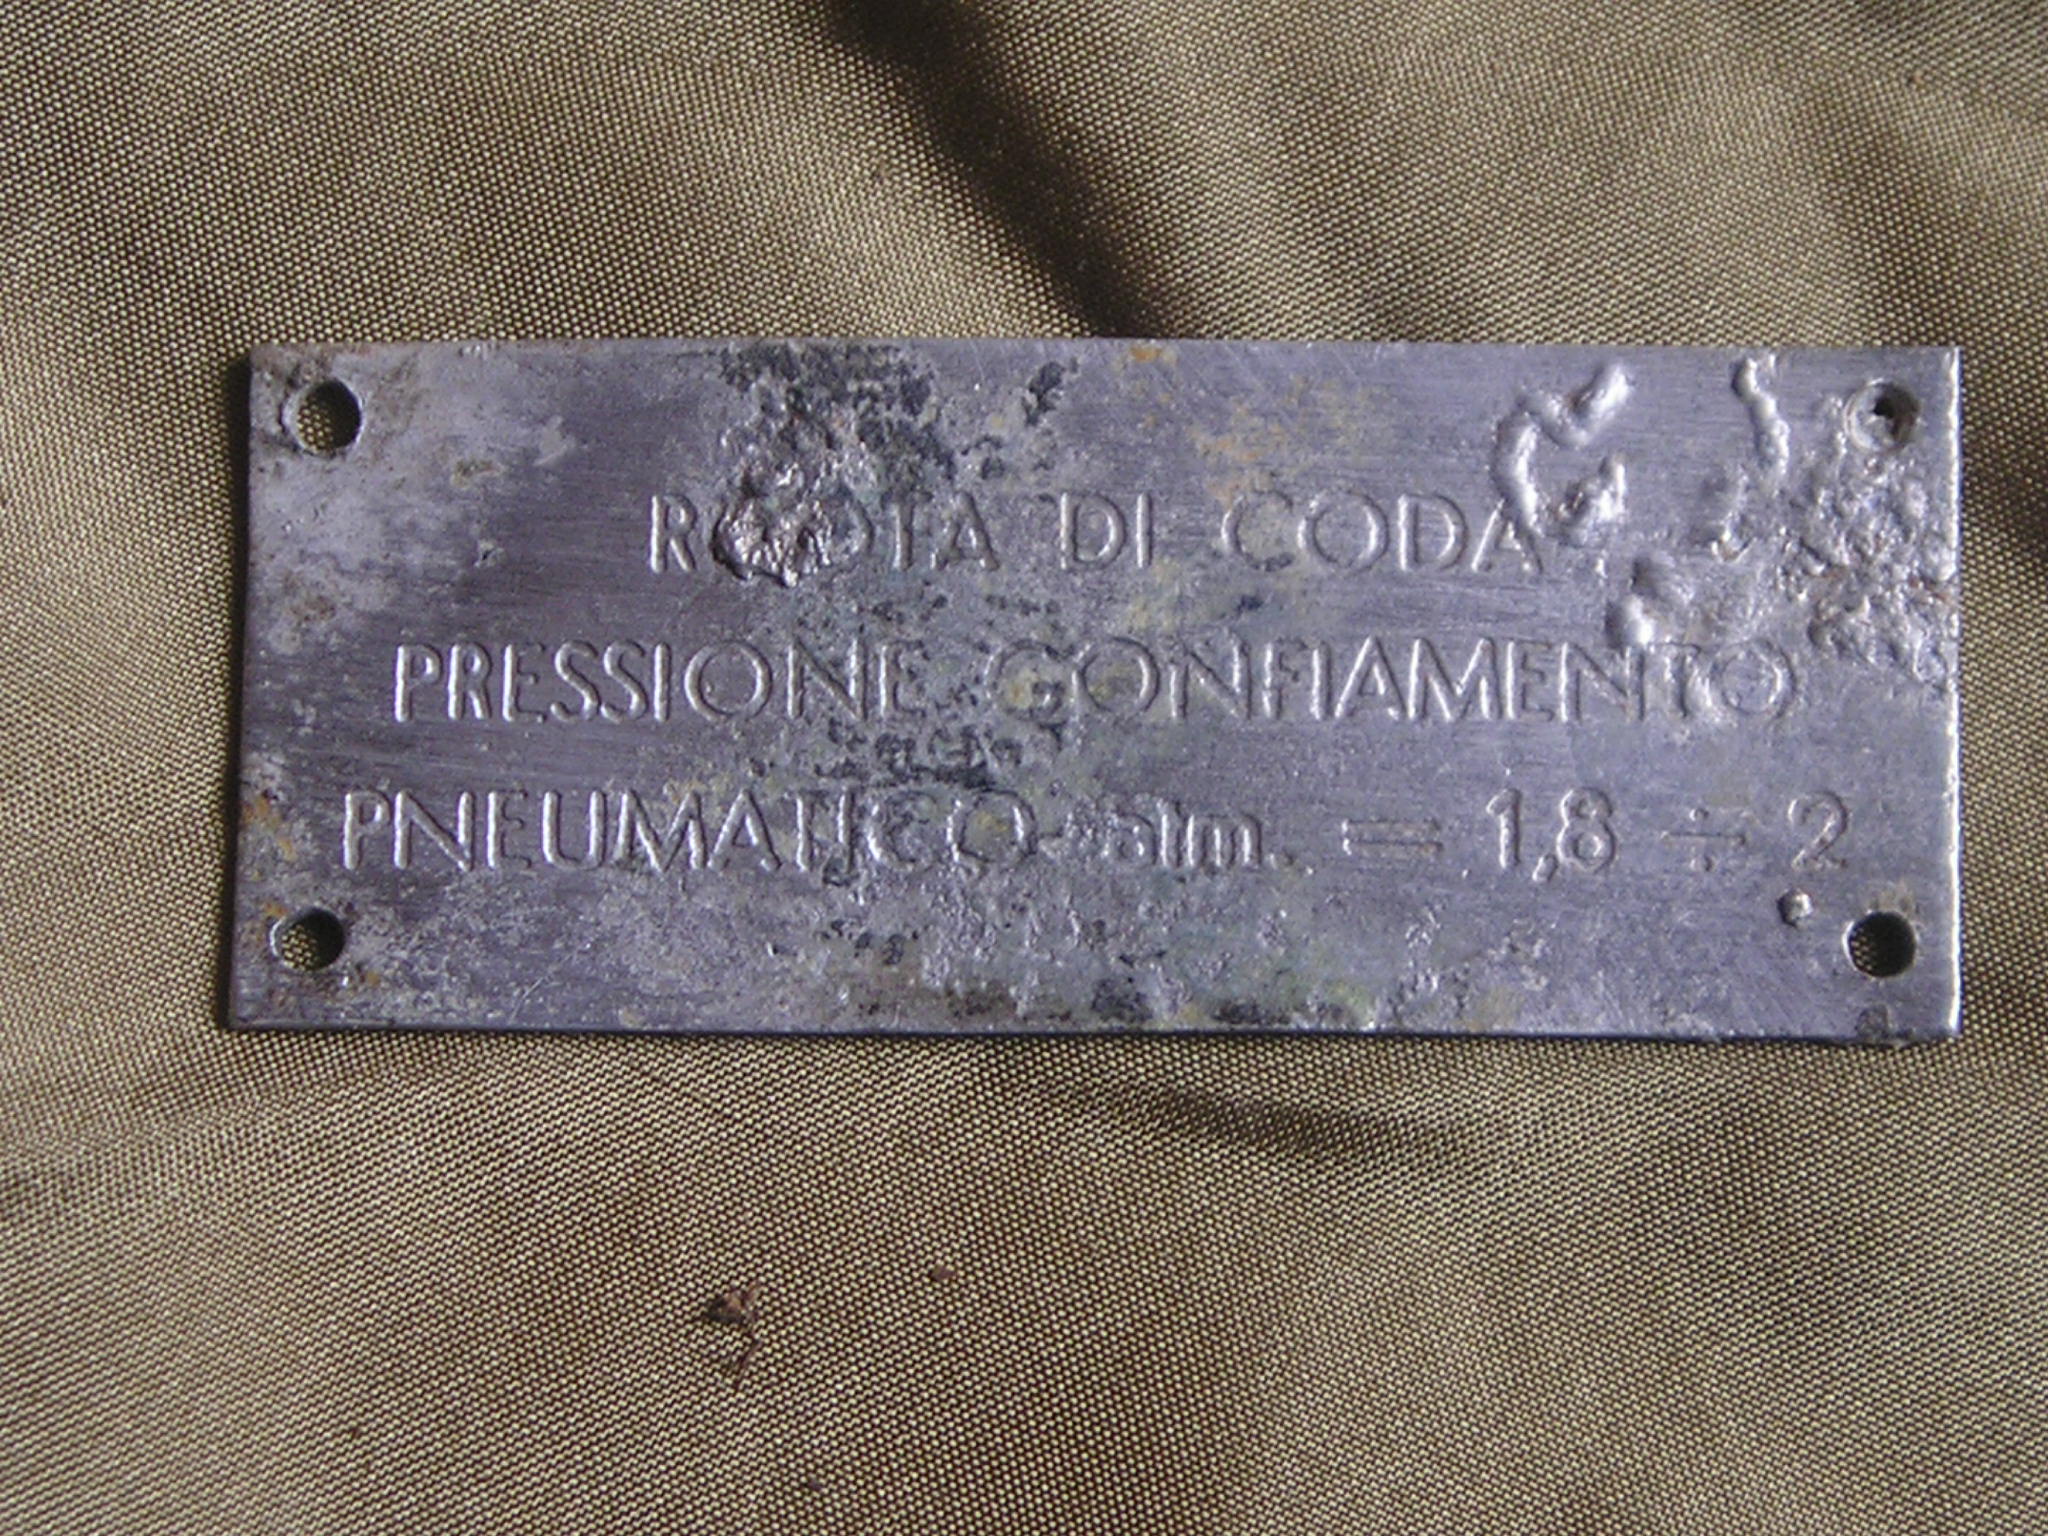 RUOTA DI CODA
PRESSIONE GONFIAMENTO
PNEUMATICO atm. = 1,8 ÷ 2